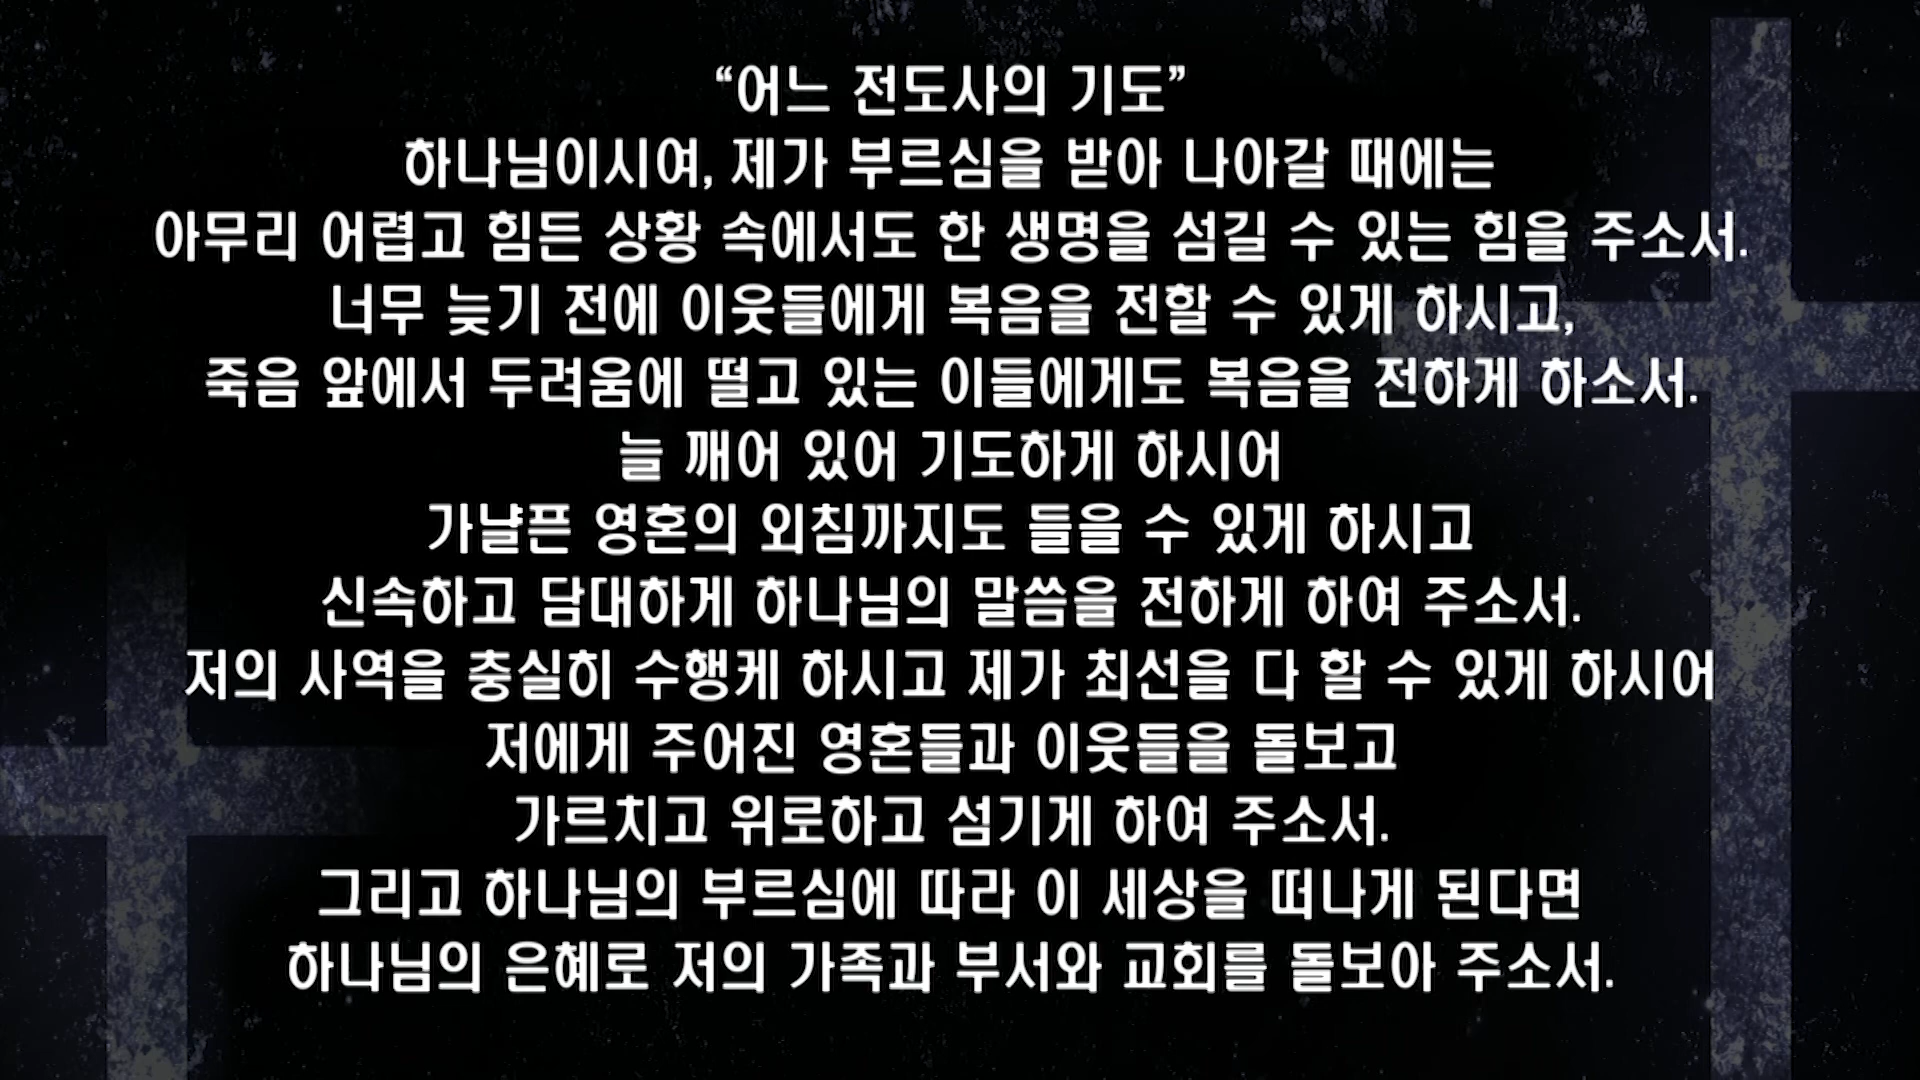 “어느 전도사의 기도”
하나님이시여, 제가 부르심을 받아 나아갈 때에는
아무리 어렵고 힘든 상황 속에서도 한 생명을 섬길 수 있는 힘을 주소서.
너무 늦기 전에 이웃들에게 복음을 전할 수 있게 하시고,
죽음 앞에서 두려움에 떨고 있는 이들에게도 복음을 전하게 하소서.
늘 깨어 있어 기도하게 하시어
가냘픈 영혼의 외침까지도 들을 수 있게 하시고
신속하고 담대하게 하나님의 말씀을 전하게 하여 주소서.
저의 사역을 충실히 수행케 하시고 제가 최선을 다 할 수 있게 하시어
저에게 주어진 영혼들과 이웃들을 돌보고
가르치고 위로하고 섬기게 하여 주소서.
그리고 하나님의 부르심에 따라 이 세상을 떠나게 된다면
하나님의 은혜로 저의 가족과 부서와 교회를 돌보아 주소서.